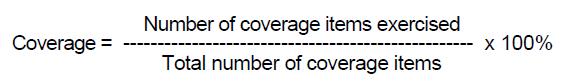 Number of coverage items exercised
Coverage = ---------------------------------------------------- x 100%
Total number of coverage items